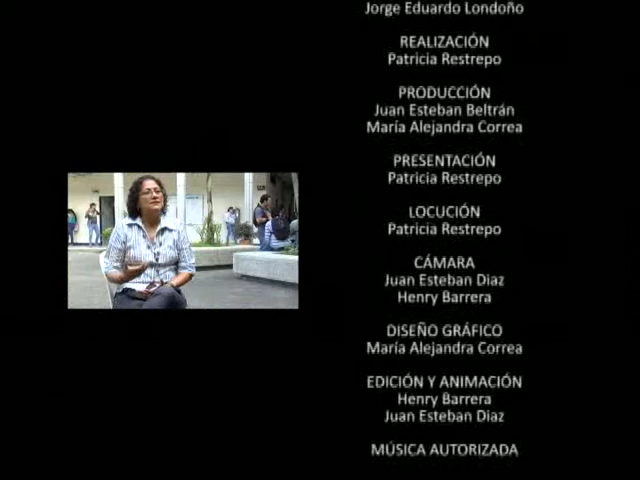 Jorge Eduardo Londoño
REALIZACIÓN
Patricia Restrepo
PRODUCCIÓN
Juan Esteban Beltrán
María Alejandra Correa
PRESENTACIÓN
Patricia Restrepo
LOCUCIÓN
Patricia Restrepo
CÁMARA
Juan Esteban Diaz
Henry Barrera
DISEÑO GRÁFICO
María Alejandra Correa
EDICIÓN Y ANIMACIÓN
Henry Barrera
Juan Esteban Diaz
MÚSICA AUTORIZADA